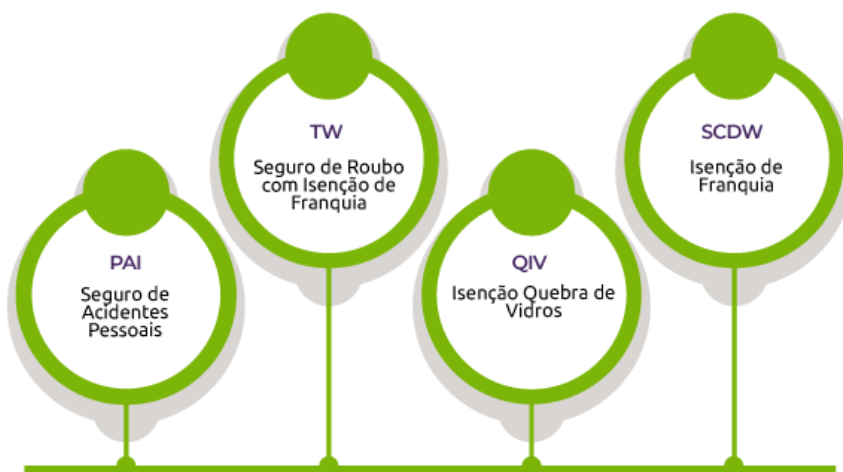 PAI
Seguro de
Acidentes
Pessoais
TW
Seguro de Roubo
com Isenção de
Franquia
QIV
Isenção Quebra de
Vidros
SCDW
Isenção de
Franquia